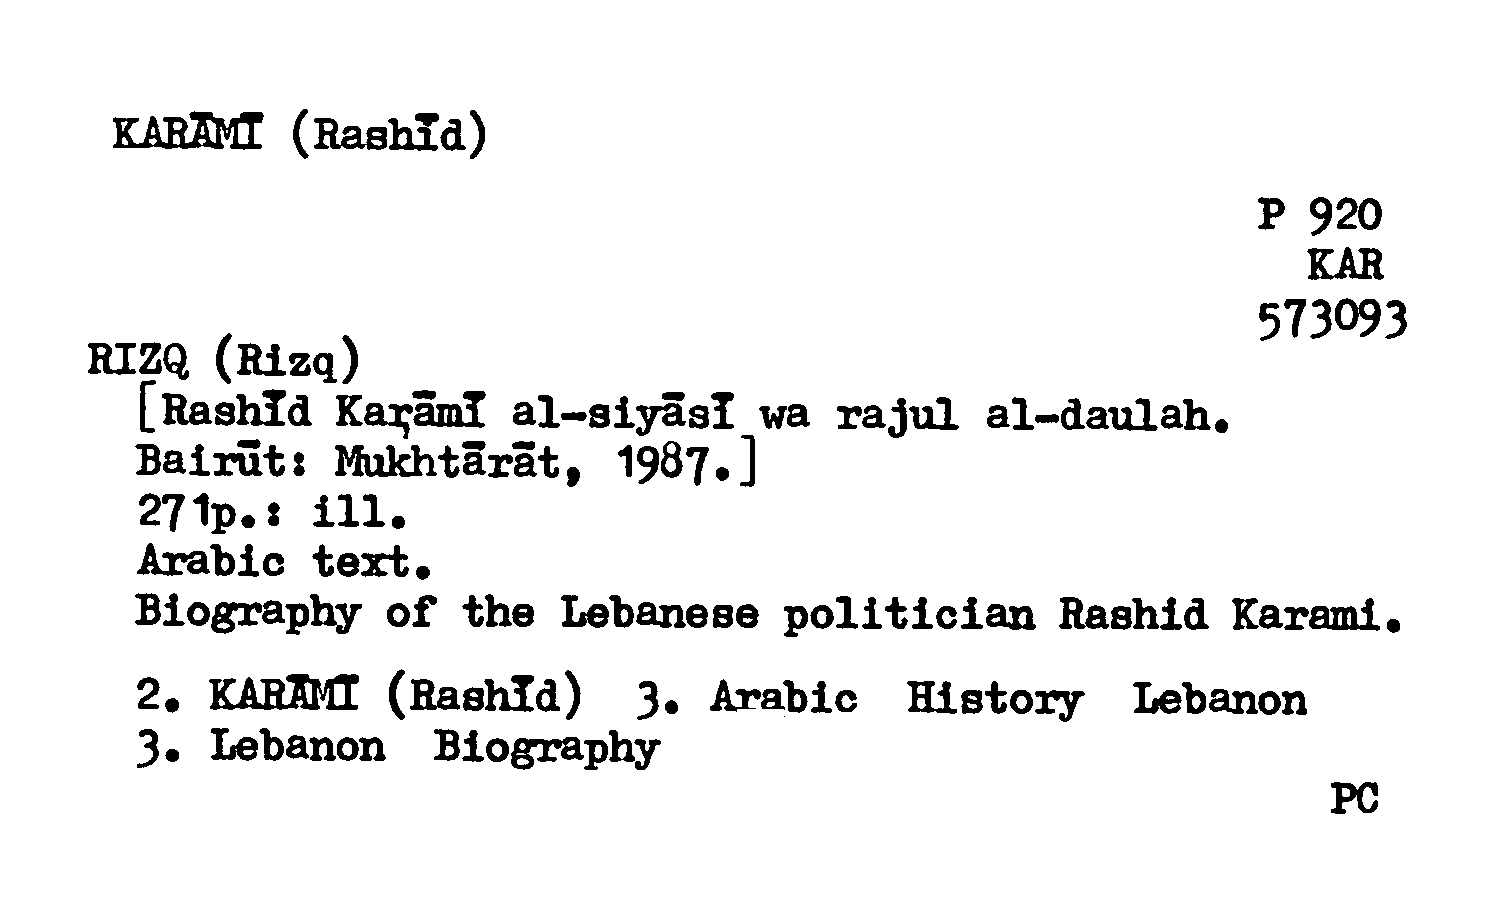 KARĀMĪ (Rashīd)
P 920
KAR
573093
RIZQ (Rizq)
[Rashīd Kaṛāmī al-siyāsī wa rajul al-daulah.
Bairūt: Mukhtārāt, 1987.]
271p.: ill.
Arabic text.
Biography of the Lebanese politician Rashid Karami.
2. KARĀMĪ (Rashīd) 3. Arabic History Lebanon
3. Lebanon Biography
PC